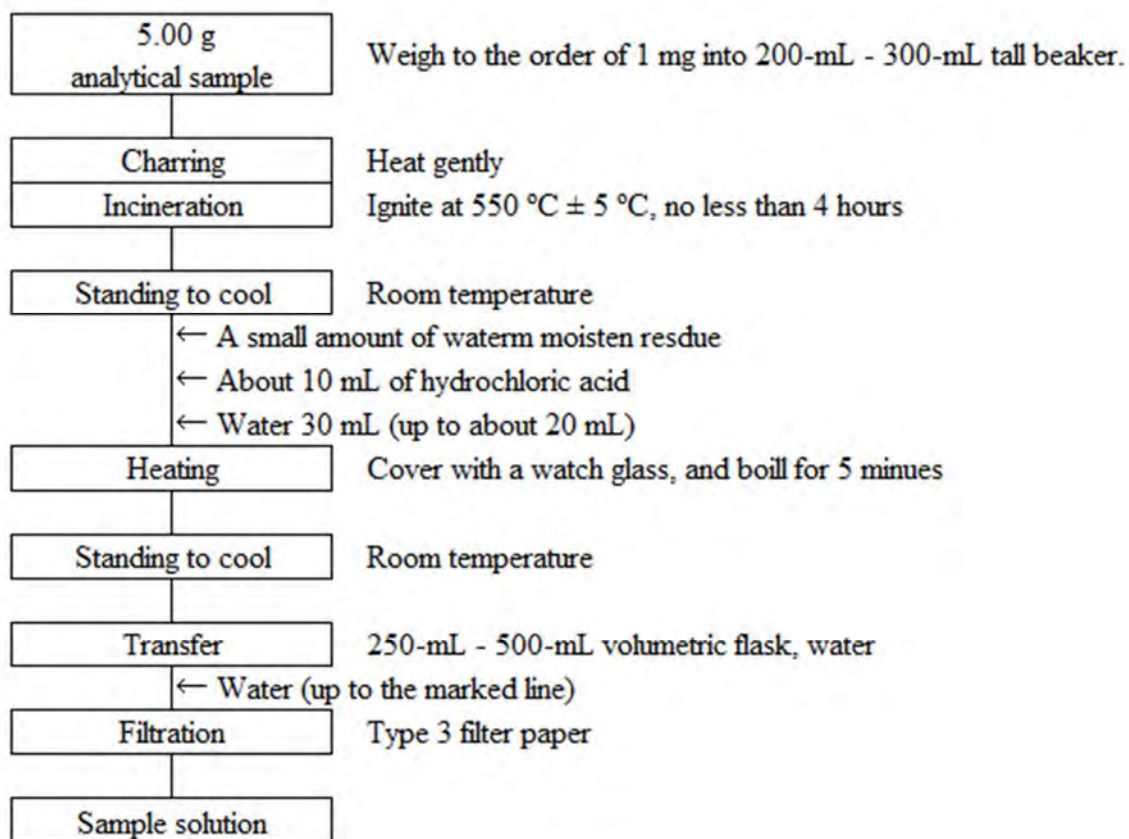 5.00 g
analytical sample
Weigh to the order of 1 mg into 200-mL - 300-mL tall beaker.
Charring
Heat gently
Incineration
Ignite at 550 °C ± 5 °C, no less than 4 hours
Standing to cool
Room temperature
← A small amount of waterm moisten resdue
← About 10 mL of hydrochloric acid
← Water 30 mL (up to about 20 mL)
Heating
Cover with a watch glass, and boill for 5 minues
Standing to cool
Room temperature
Transfer
250-mL - 500-mL volumetric flask, water
← Water (up to the marked line)
Filtration
Type 3 filter paper
Sample solution